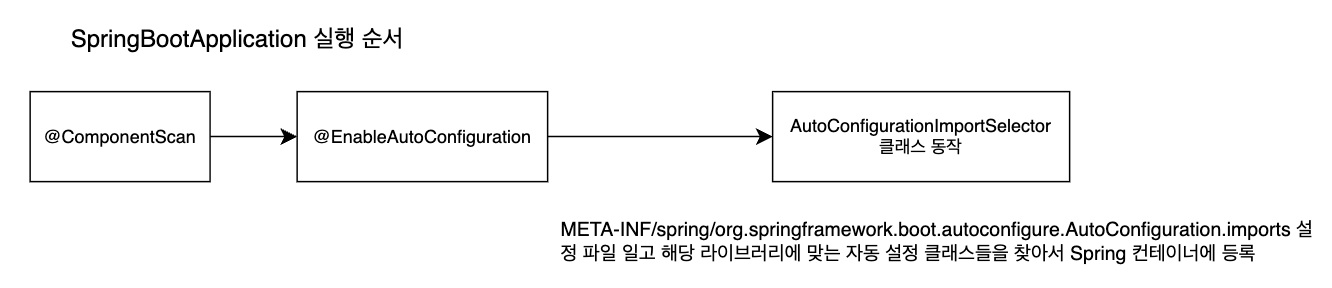 SpringBootApplication 실행 순서
@ComponentScan
@EnableAutoConfiguration
AutoConfigurationImportSelector
클래스 동작
META-INF/spring/org.springframework.boot.autoconfigure.AutoConfiguration.imports 설
정 파일 일고 해당 라이브러리에 맞는 자동 설정 클래스들을 찾아서 Spring 컨테이너에 등록